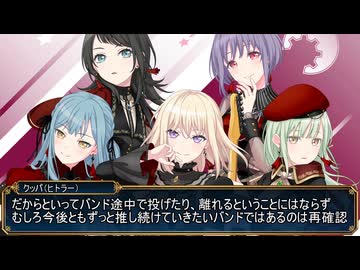 クッパ(ヒトラー)
だからといってバンド途中で投げたり、離れるということにはならず
むしろ今後ともずっと推し続けていきたいバンドではあるのは再確認